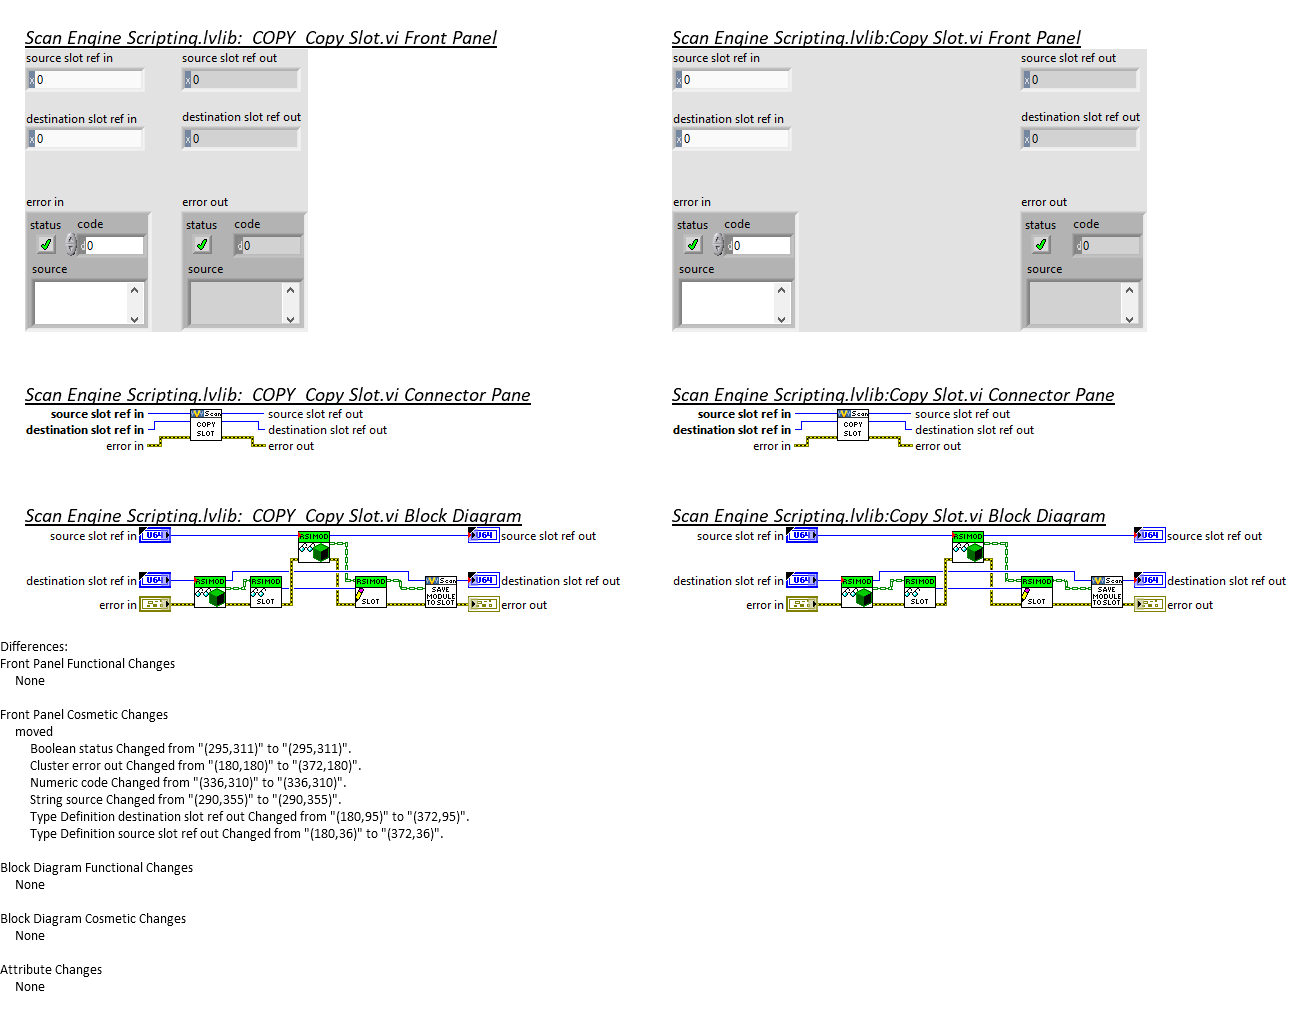 Scan Engine Scripting.lvlib:  COPY  Copy Slot.vi Front Panel
source slot ref in
source slot ref out
x 0
x 0
destination slot ref in
destination slot ref out
x 0
x 0
error in
error out
status
code
status
code
d 0
d 0
source
source
Scan Engine Scripting.lvlib:Copy Slot.vi Front Panel
source slot ref in
source slot ref out
x 0
x 0
destination slot ref in
destination slot ref out
x 0
x 0
error in
error out
status
code
status
code
d 0
d 0
source
source
Scan Engine Scripting.lvlib:  COPY  Copy Slot.vi Connector Pane
source slot ref in
destination slot ref in
error in
Scan
COPY
SLOT
source slot ref out
destination slot ref out
error out
Scan Engine Scripting.lvlib:Copy Slot.vi Connector Pane
source slot ref in
destination slot ref in
error in
Scan
COPY
SLOT
source slot ref out
destination slot ref out
error out
Scan Engine Scripting.lvlib:  COPY  Copy Slot.vi Block Diagram
source slot ref in
U64
RSIMOD
U64
source slot ref out
destination slot ref in
U64
RSIMOD
RSIMOD
SLOT
RSIMOD
SLOT
Scan
SAVE
MODULE
TO SLOT
U64
destination slot ref out
error in
error out
Scan Engine Scripting.lvlib:Copy Slot.vi Block Diagram
source slot ref in
U64
RSIMOD
U64
source slot ref out
destination slot ref in
U64
RSIMOD
RSIMOD
SLOT
RSIMOD
SLOT
Scan
SAVE
MODULE
TO SLOT
U64
destination slot ref out
error in
error out
Differences:
Front Panel Functional Changes
None
Front Panel Cosmetic Changes
moved
Boolean status Changed from "(295,311)" to "(295,311)".
Cluster error out Changed from "(180,180)" to "(372,180)".
Numeric code Changed from "(336,310)" to "(336,310)".
String source Changed from "(290,355)" to "(290,355)".
Type Definition destination slot ref out Changed from "(180,95)" to "(372,95)".
Type Definition source slot ref out Changed from "(180,36)" to "(372,36)".
Block Diagram Functional Changes
None
Block Diagram Cosmetic Changes
None
Attribute Changes
None